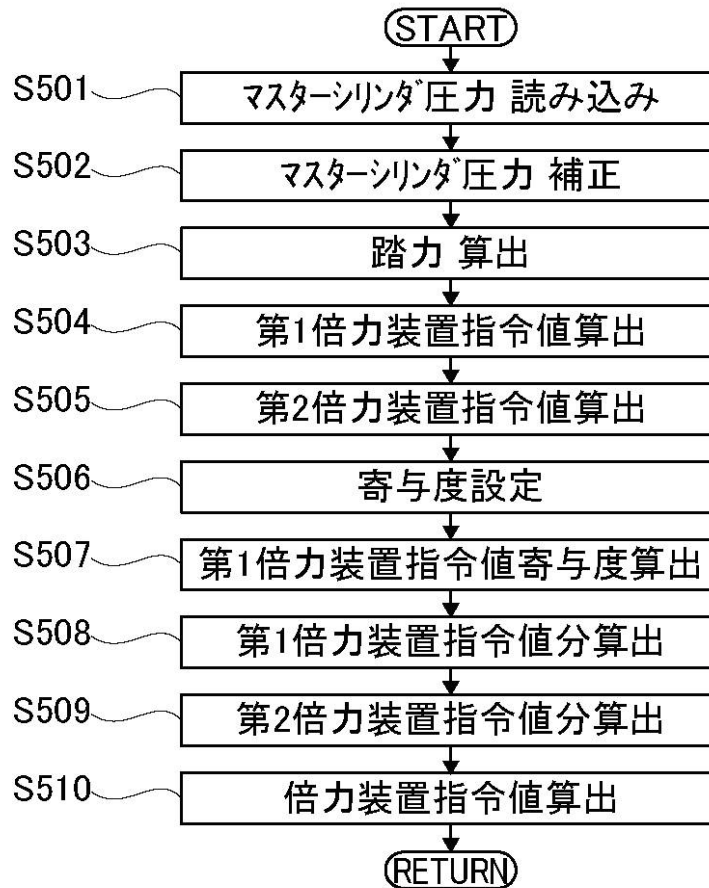 START
S501 マスターシリンダ圧力 読み込み
S502 マスターシリンダ圧力 補正
S503 踏力 算出
S504 第1倍力装置指令値算出
S505 第2倍力装置指令値算出
S506 寄与度設定
S507 第1倍力装置指令値寄与度算出
S508 第1倍力装置指令値分算出
S509 第2倍力装置指令値分算出
S510 倍力装置指令値算出
RETURN